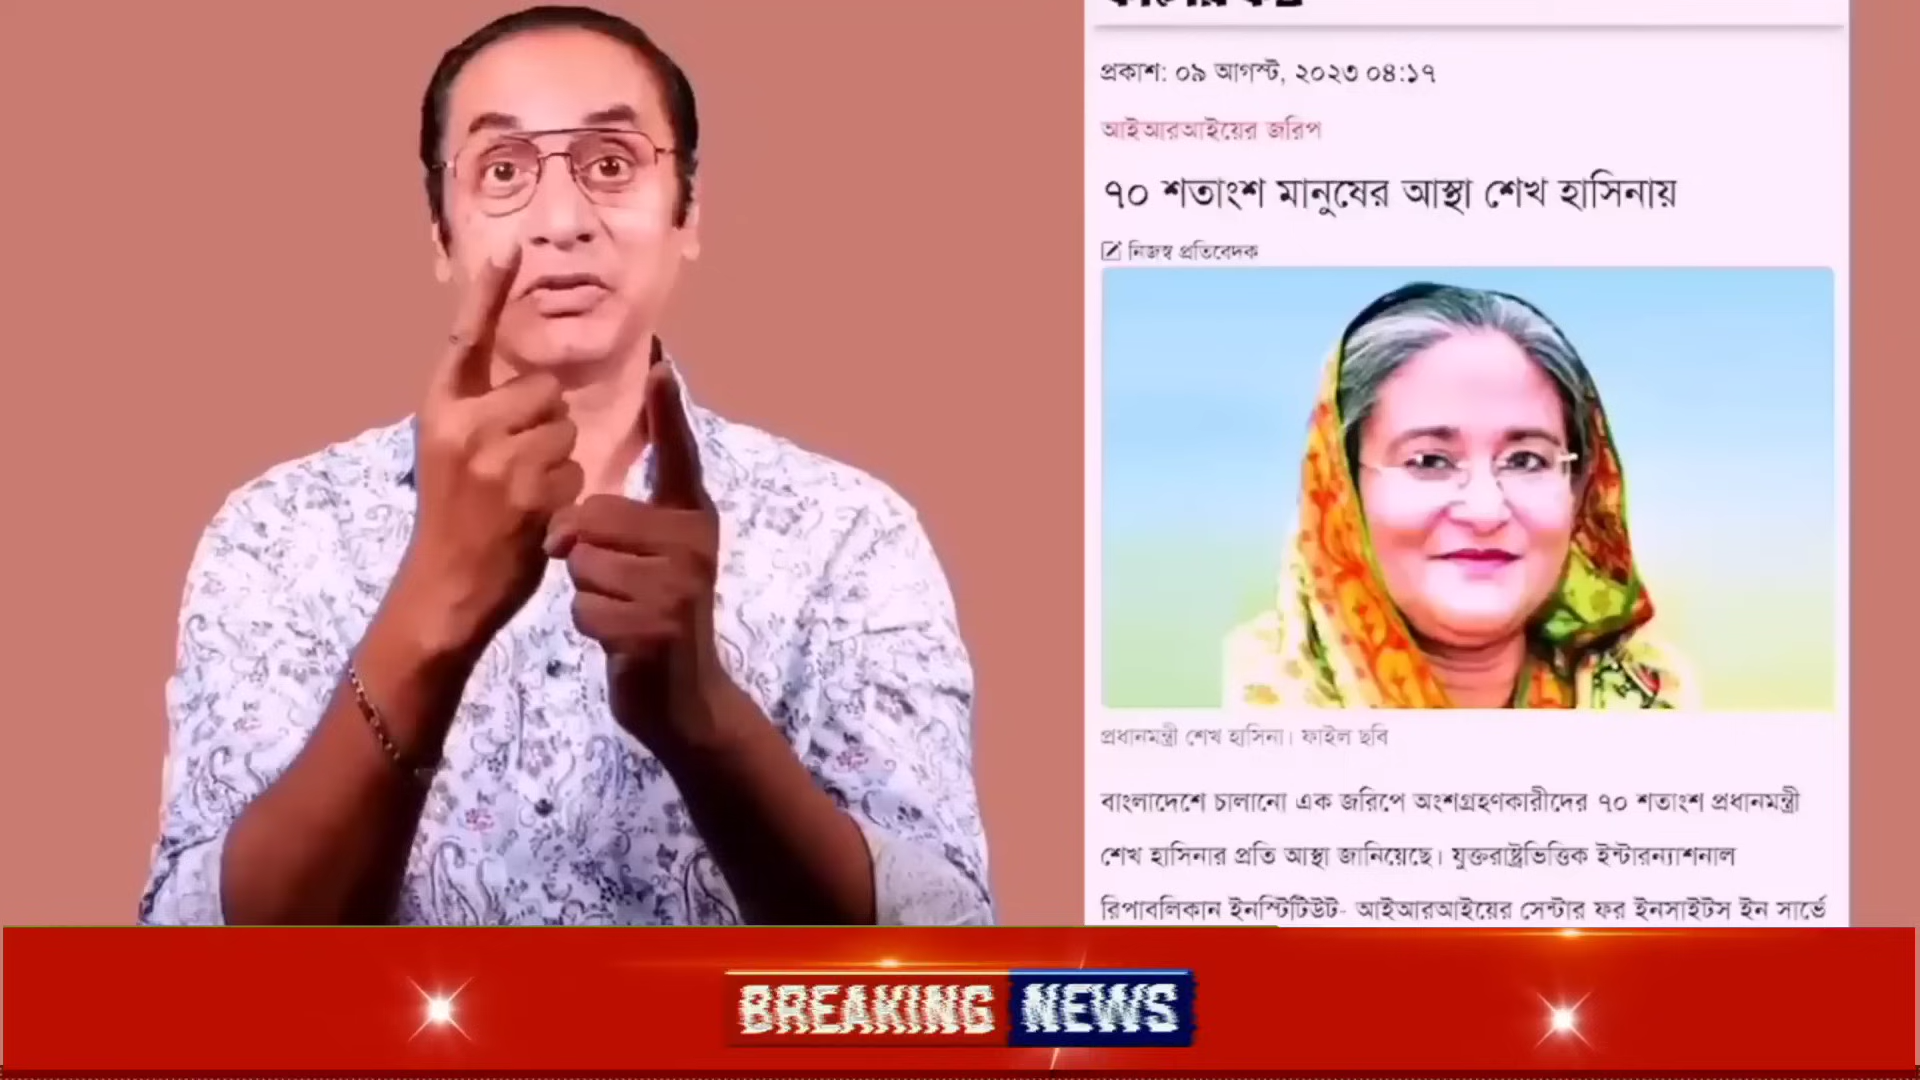 প্রকাশ: ০৯ আগস্ট, ২০২৩ ০৪:১৭
আইআরআইয়ের জরিপ
৭০ শতাংশ মানুষের আস্থা শেখ হাসিনায়
নিজস্ব প্রতিবেদক
প্রধানমন্ত্রী শেখ হাসিনা। ফাইল ছবি
বাংলাদেশে চালানো এক জরিপে অংশগ্রহণকারীদের ৭০ শতাংশ প্রধানমন্ত্রী
শেখ হাসিনার প্রতি আস্থা জানিয়েছে। যুক্তরাষ্ট্রভিত্তিক ইন্টারন্যাশনাল
রিপাবলিকান ইনস্টিটিউট- আইআরআইয়ের সেন্টার ফর ইনসাইটস ইন সার্ভে
BREAKING NEWS